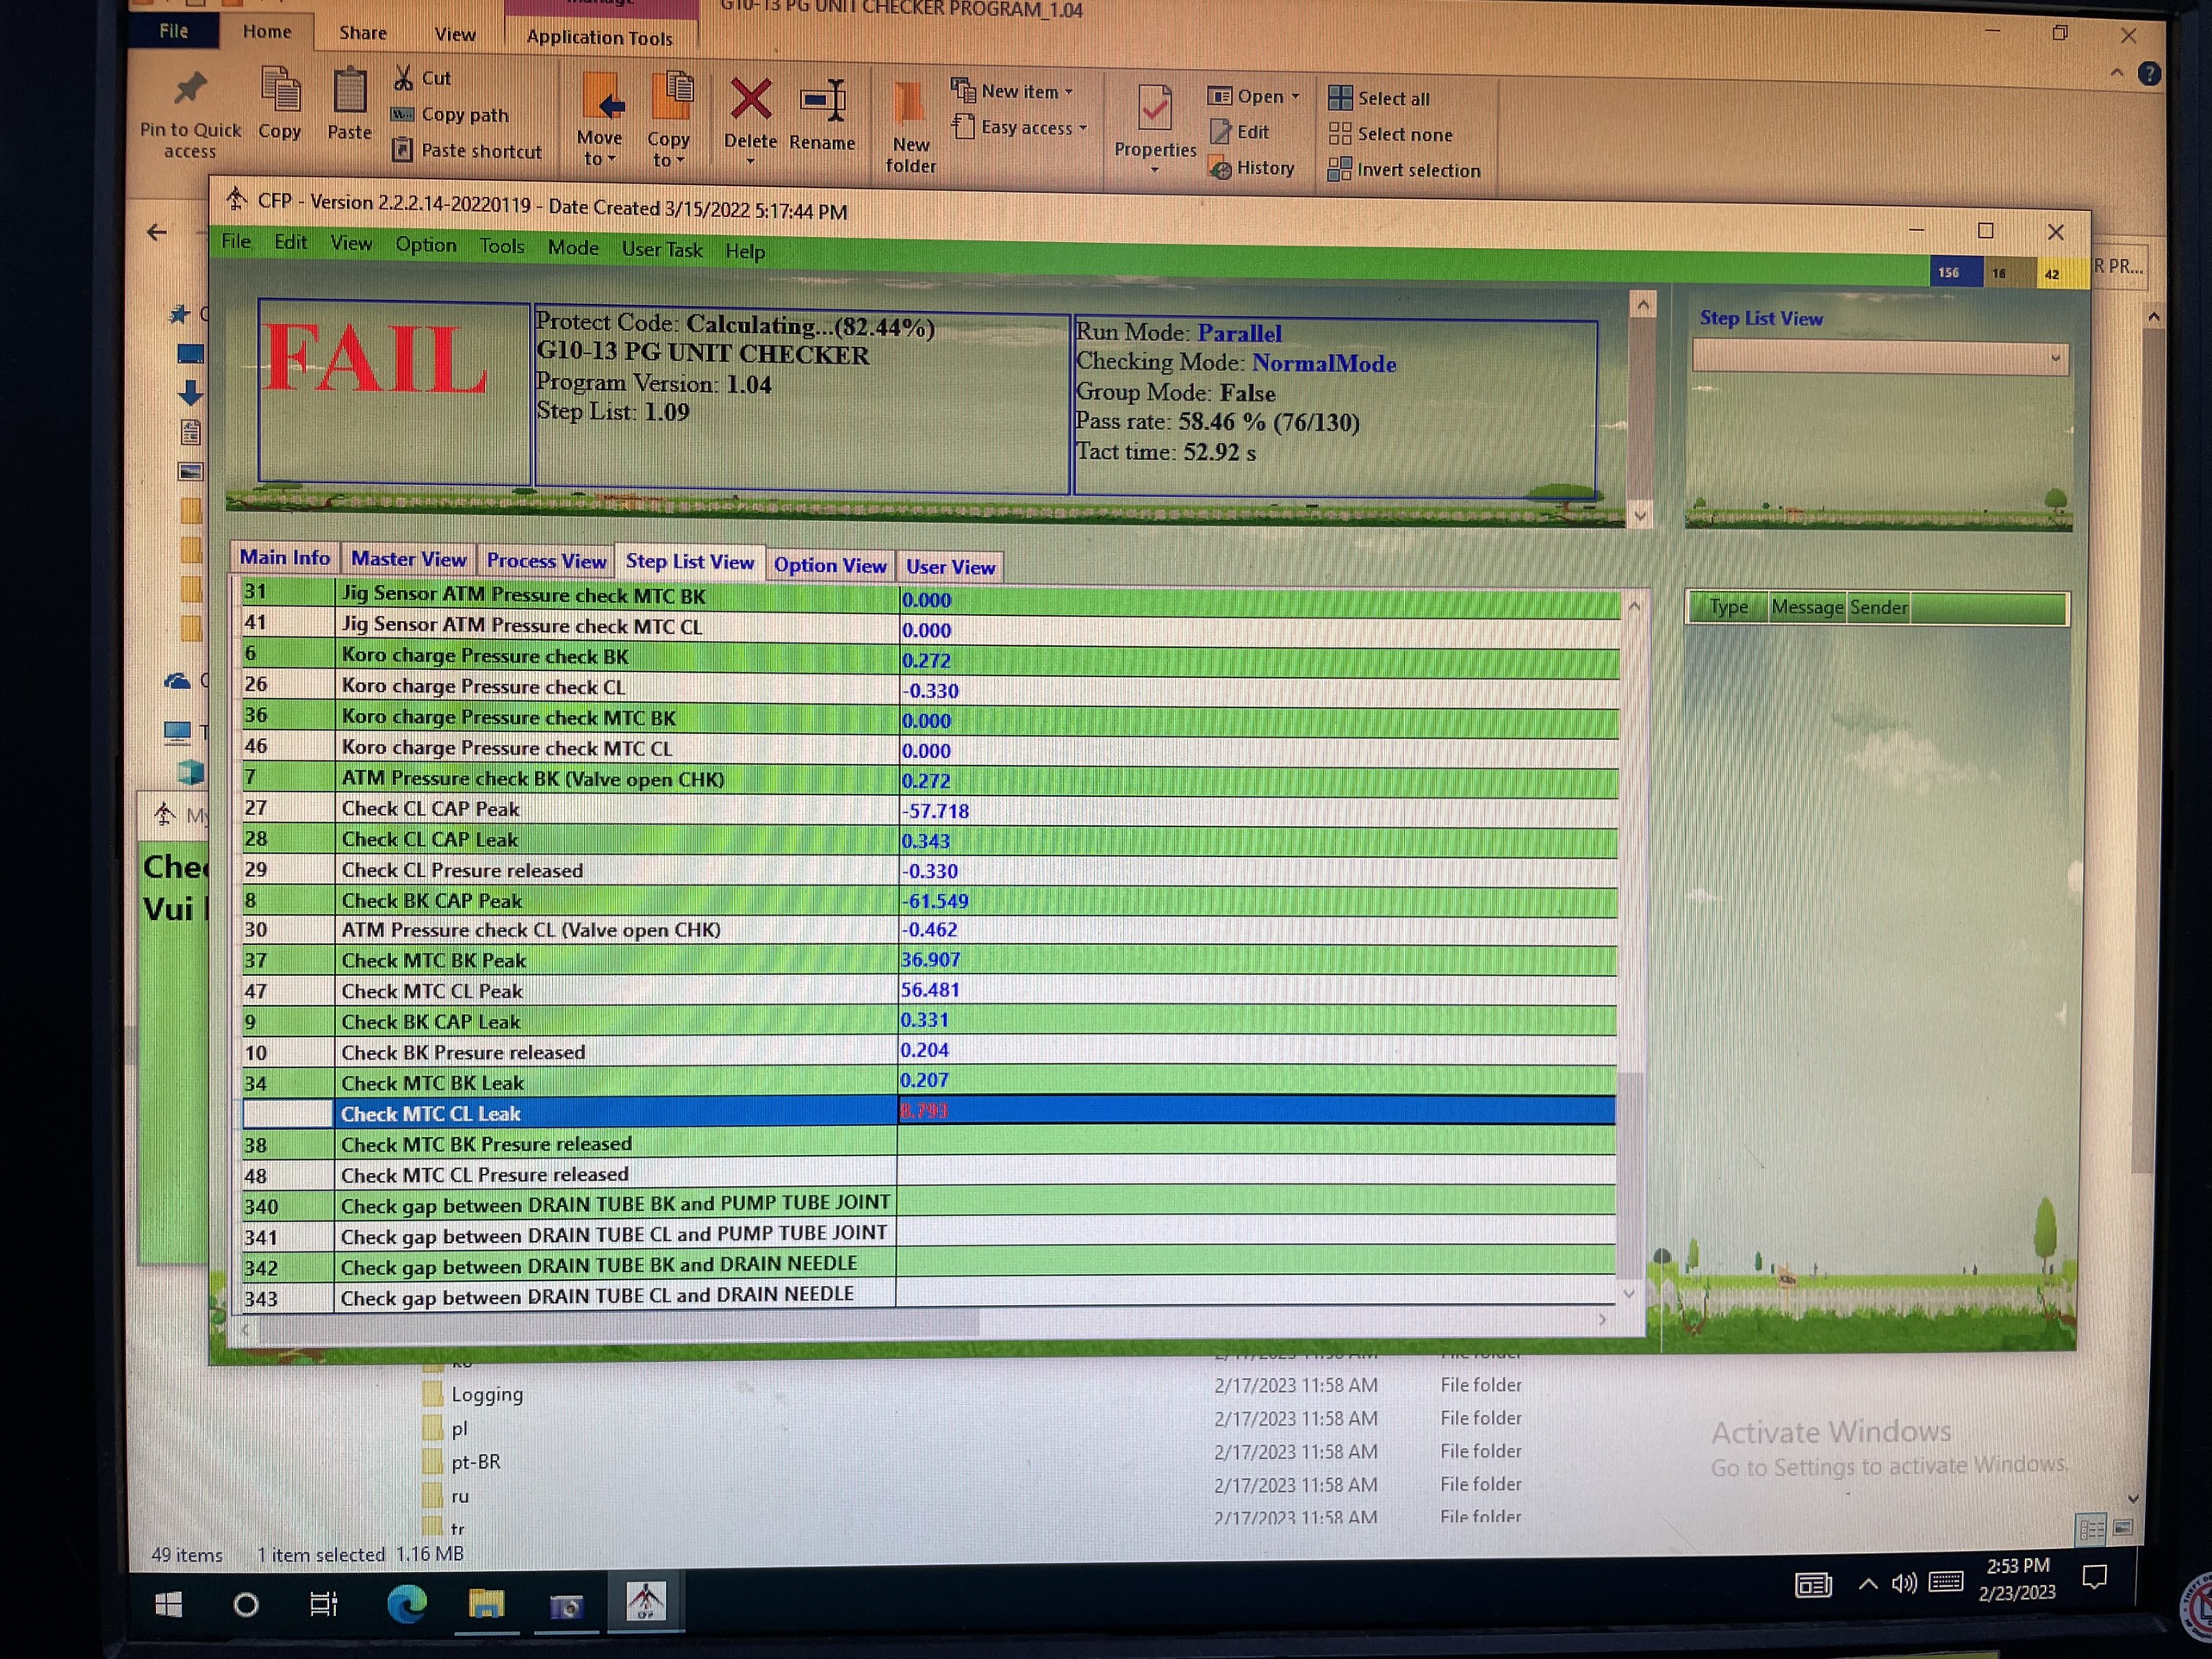 G10-13 PG UNIT CHECKER PROGRAM_1.04
File Home Share View Application Tools
Pin to Quick access
Copy
Paste
Cut
Copy path
Paste shortcut
Move to
Copy to
Delete
Rename
New folder
New item
Easy access
Properties
Open
Edit
History
Select all
Select none
Invert selection
CFP - Version 2.2.2.14-20220119 - Date Created 3/15/2022 5:17:44 PM
File Edit View Option Tools Mode User Task Help
156 16 42
R PR...
FAIL
Protect Code: Calculating...(82.44%)
G10-13 PG UNIT CHECKER
Program Version: 1.04
Step List: 1.09
Run Mode: Parallel
Checking Mode: NormalMode
Group Mode: False
Pass rate: 58.46 % (76/130)
Tact time: 52.92 s
Step List View
Main Info Master View Process View Step List View Option View User View
31 Jig Sensor ATM Pressure check MTC BK 0.000
41 Jig Sensor ATM Pressure check MTC CL 0.000
6 Koro charge Pressure check BK 0.272
26 Koro charge Pressure check CL -0.330
36 Koro charge Pressure check MTC BK 0.000
46 Koro charge Pressure check MTC CL 0.000
7 ATM Pressure check BK (Valve open CHK) 0.272
27 Check CL CAP Peak -57.718
28 Check CL CAP Leak 0.343
29 Check CL Presure released -0.330
8 Check BK CAP Peak -61.549
30 ATM Pressure check CL (Valve open CHK) -0.462
37 Check MTC BK Peak 36.907
47 Check MTC CL Peak 56.481
9 Check BK CAP Leak 0.331
10 Check BK Presure released 0.204
34 Check MTC BK Leak 0.207
Check MTC CL Leak 8.793
38 Check MTC BK Presure released
48 Check MTC CL Presure released
340 Check gap between DRAIN TUBE BK and PUMP TUBE JOINT
341 Check gap between DRAIN TUBE CL and PUMP TUBE JOINT
342 Check gap between DRAIN TUBE BK and DRAIN NEEDLE
343 Check gap between DRAIN TUBE CL and DRAIN NEEDLE
Type Message Sender
My
Vui
Logging 2/17/2023 11:58 AM File folder
pl 2/17/2023 11:58 AM File folder
pt-BR 2/17/2023 11:58 AM File folder
ru 2/17/2023 11:58 AM File folder
tr 2/17/2023 11:58 AM File folder
Activate Windows
Go to Settings to activate Windows.
49 items 1 item selected 1.16 MB
2:53 PM
2/23/2023